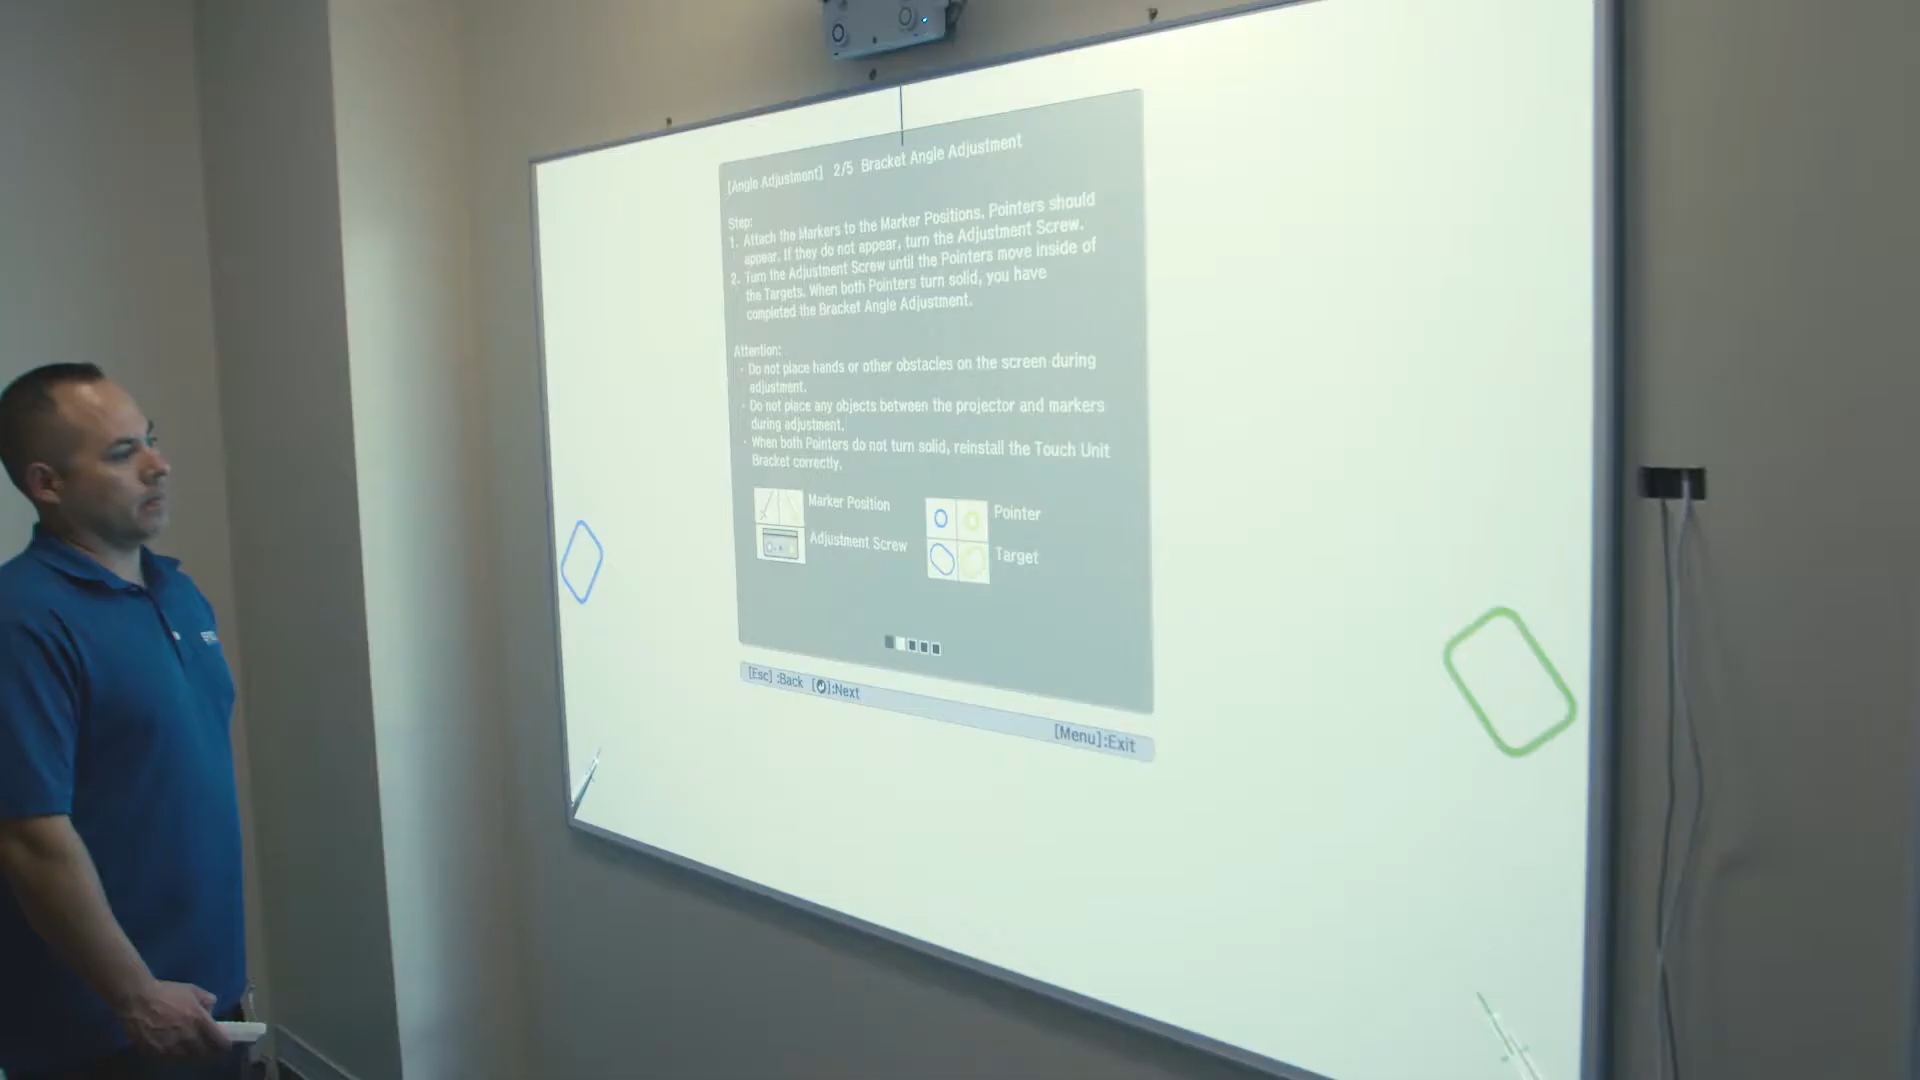 [Angle Adjustment] 2/5 Bracket Angle Adjustment
Step:
1. Attach the Markers to the Marker Positions. Pointers should
appear. If they do not appear, turn the Adjustment Screw.
2. Turn the Adjustment Screw until the Pointers move inside of
the Targets. When both Pointers turn solid, you have
completed the Bracket Angle Adjustment.
Attention:
· Do not place hands or other obstacles on the screen during
adjustment.
· Do not place any objects between the projector and markers
during adjustment.
· When both Pointers do not turn solid, reinstall the Touch Unit
Bracket correctly.
Marker Position
Pointer
Adjustment Screw
Target
[Esc] :Back [ ]:Next
[Menu]:Exit